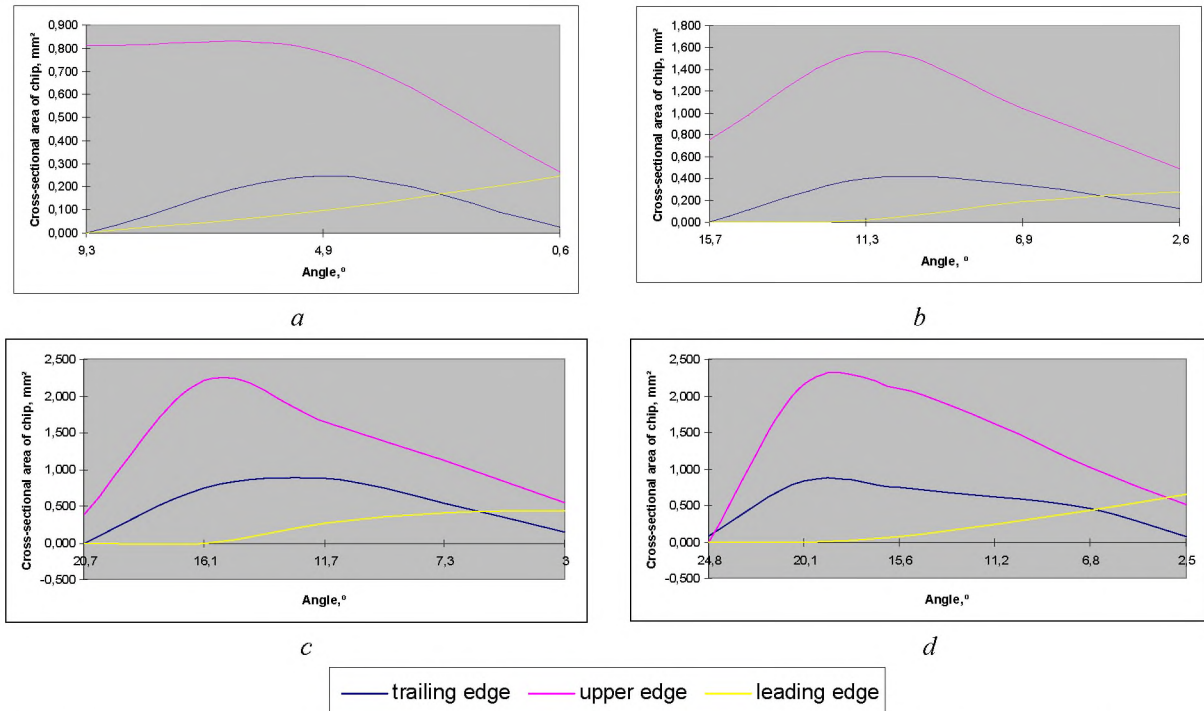 Cross-sectional area of chip, mm²
0,900
0,800
0,700
0,600
0,500
0,400
0,300
0,200
0,100
0,000
9,3 4,9 0,6
Angle,º
a
Cross-sectional area of chip, mm²
1,800
1,600
1,400
1,200
1,000
0,800
0,600
0,400
0,200
0,000
15,7 11,3 6,9 2,6
Angle, º
b
Cross-sectional area of chip, mm²
2,500
2,000
1,500
1,000
0,500
0,000
-0,500
20,7 16,1 11,7 7,3 3
Angle,º
c
Cross-sectional area of chip, mm²
2,500
2,000
1,500
1,000
0,500
0,000
-0,500
24,8 20,1 15,6 11,2 6,8 2,5
Angle,º
d
trailing edge upper edge leading edge